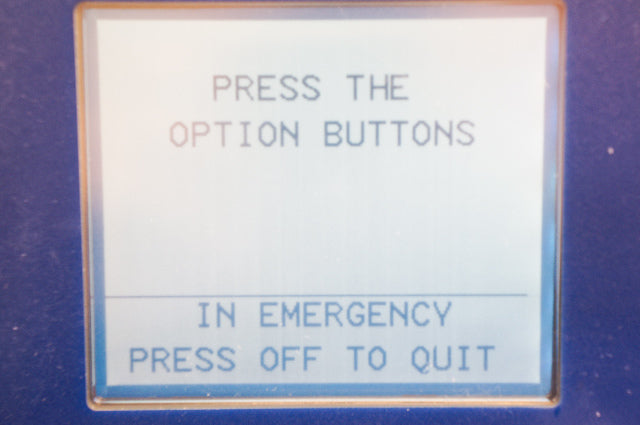 PRESS THE
OPTION BUTTONS
IN EMERGENCY
PRESS OFF TO QUIT